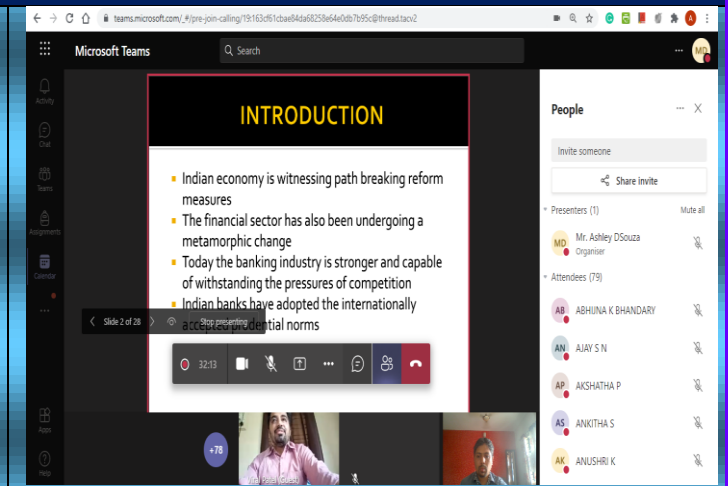 teams.microsoft.com/_#/pre-join-calling/19:163cf61cbae84da68258e64e0db7b95c@thread.tacv2
Microsoft Teams
Search
MD
Activity
Chat
Teams
Assignments
Calendar
Apps
Help
INTRODUCTION
Indian economy is witnessing path breaking reform
measures
The financial sector has also been undergoing a
metamorphic change
Today the banking industry is stronger and capable
of withstanding the pressures of competition
Indian banks have adopted the internationally
accepted prudential norms
Slide 2 of 28
Stop presenting
32:13
+78
Viral Patel (Guest)
People
Invite someone
Share invite
Presenters (1)
Mute all
MD
Mr. Ashley DSouza
Organiser
Attendees (79)
AB
ABHIJNA K BHANDARY
AN
AJAY S N
AP
AKSHATHA P
AS
ANKITHA S
AK
ANUSHRI K